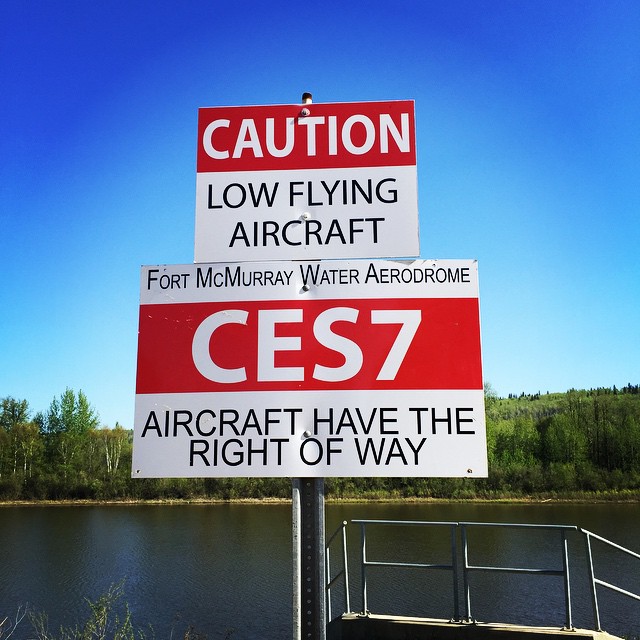 CAUTION
LOW FLYING
AIRCRAFT
FORT MCMURRAY WATER AERODROME
CES7
AIRCRAFT HAVE THE
RIGHT OF WAY